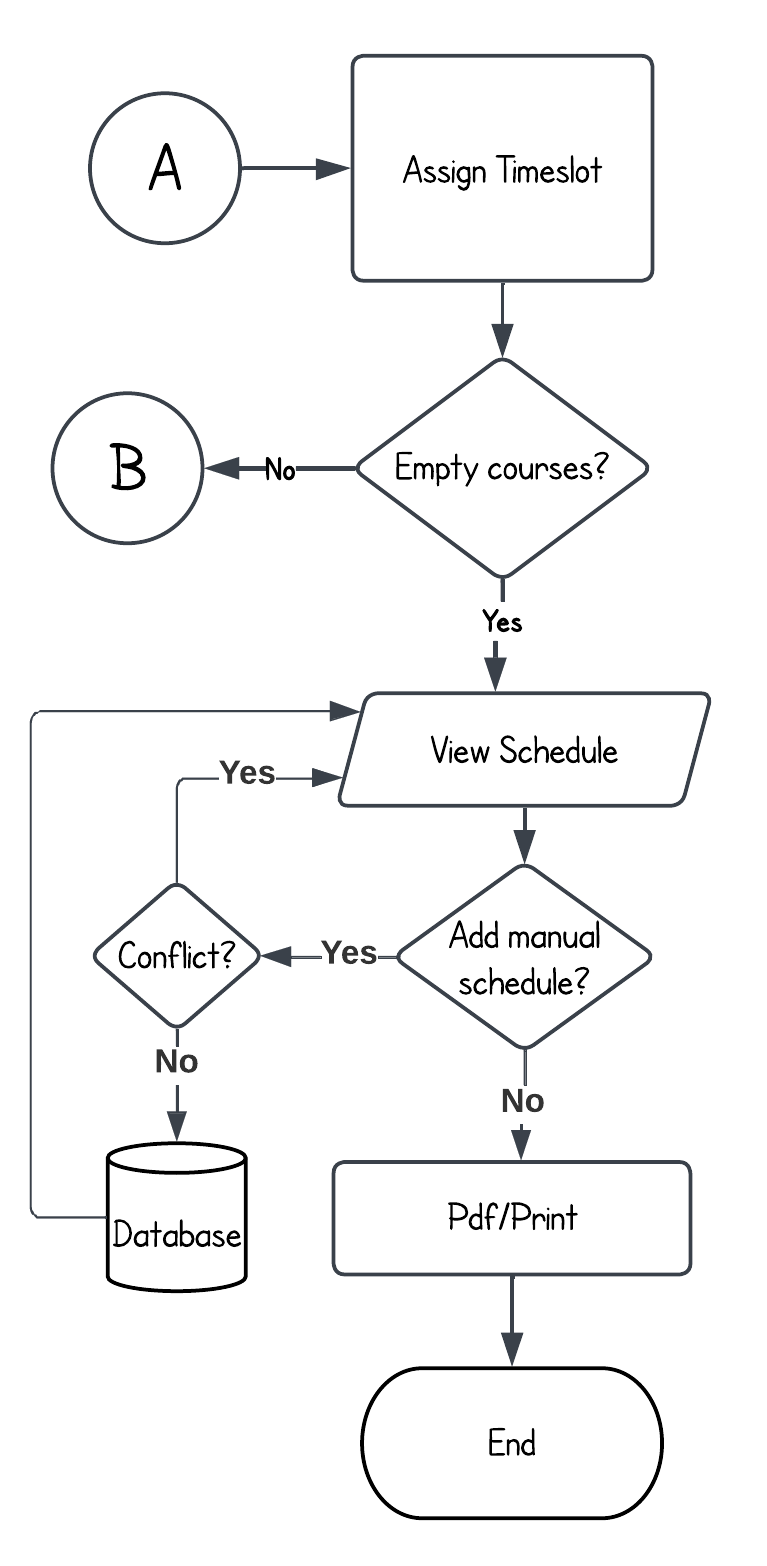 A
Assign Timeslot
B
No
Empty courses?
Yes
View Schedule
Yes
Conflict?
Yes
Add manual
schedule?
No
No
Database
Pdf/Print
End